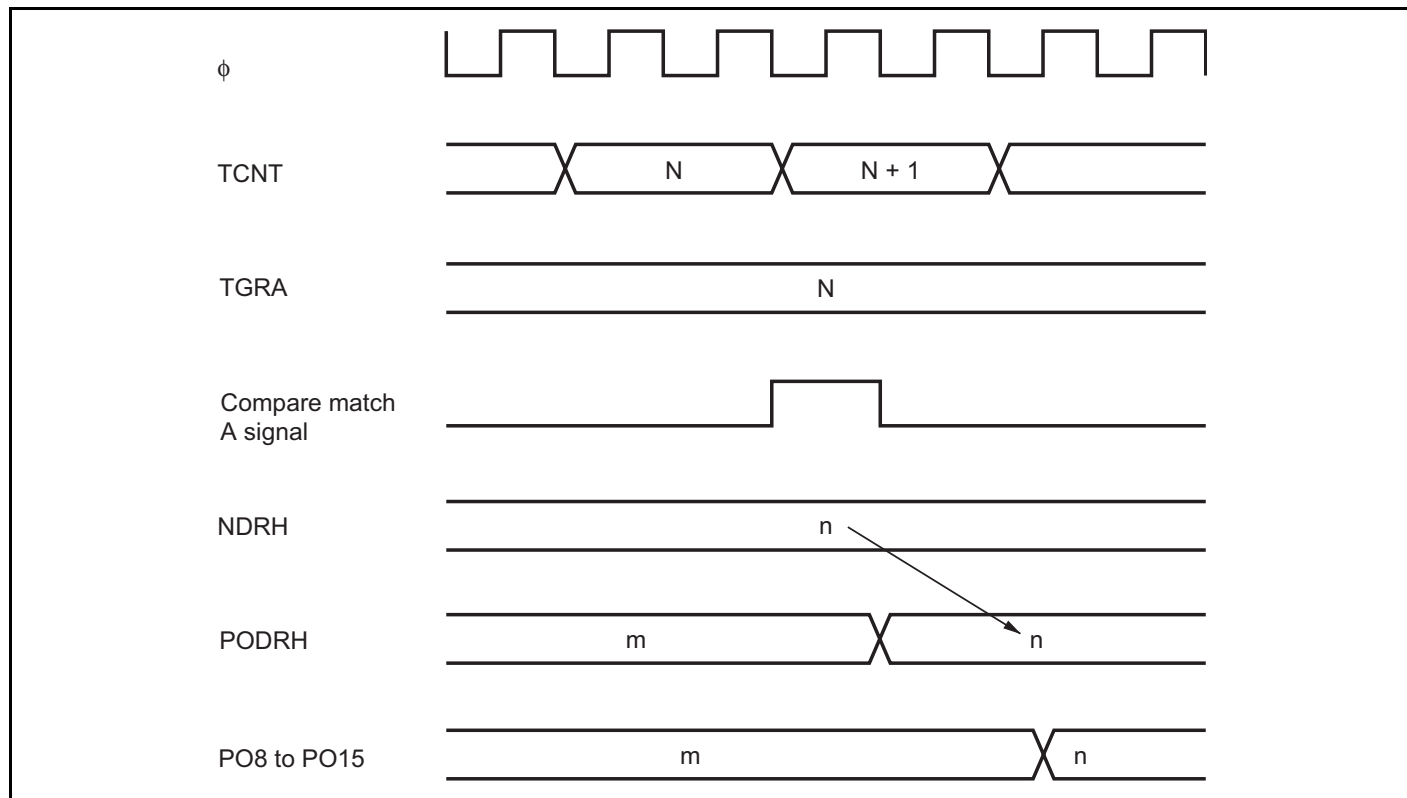 ϕ
TCNT
N
N + 1
TGRA
N
Compare match
A signal
NDRH
n
PODRH
m
n
PO8 to PO15
m
n